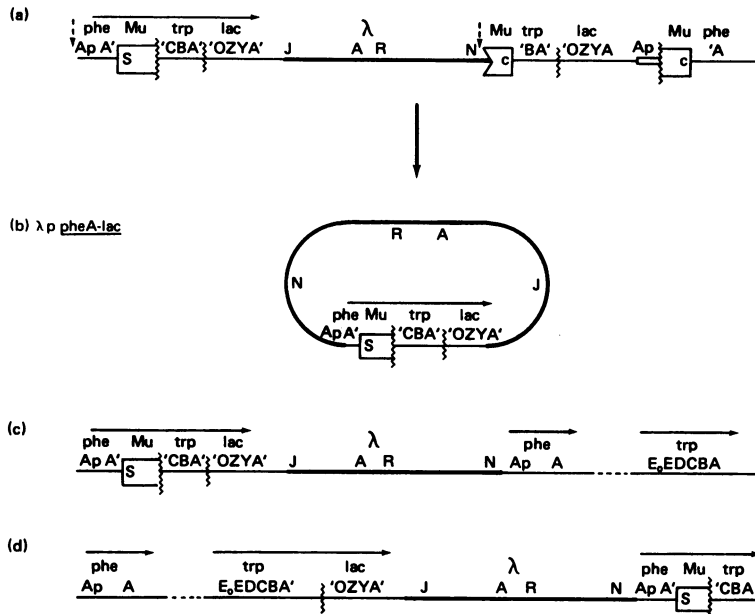 (a)
λ
phe Mu trp lac Mu trp lac Mu phe
Ap A' 'CBA' 'OZYA' J A R N 'BA' 'OZYA Ap 'A
S c c
(b) λ p pheA-lac
R A
N J
phe Mu trp lac
Ap A' 'CBA' 'OZYA'
S
(c)
λ
phe Mu trp lac phe trp
Ap A' 'CBA' 'OZYA' J A R N Ap A E₀EDCBA
S
(d)
λ
phe trp lac phe Mu trp
Ap A E₀EDCBA' 'OZYA' J A R N Ap A' 'CBA
S